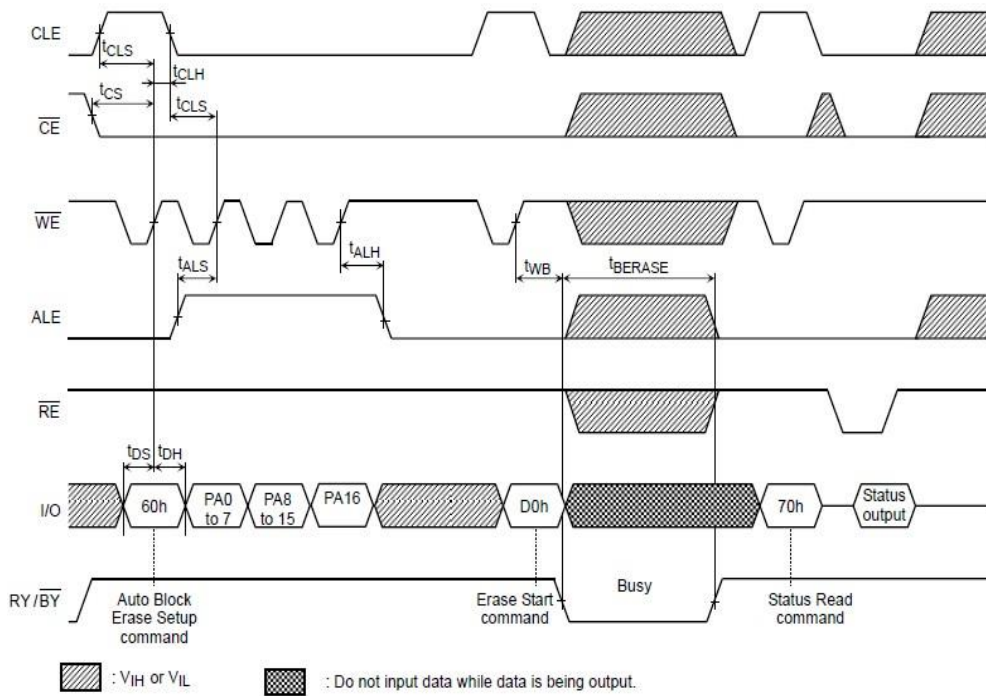 CLE
tCLS
tCLH
tCS
tCLS
CE
WE
tALS
tALH
tWB
tBERASE
ALE
RE
tDS
tDH
I/O
60h
PA0 to 7
PA8 to 15
PA16
D0h
70h
Status output
RY/BY
Auto Block
Erase Setup
command
Erase Start
command
Busy
Status Read
command
: VIH or VIL
: Do not input data while data is being output.